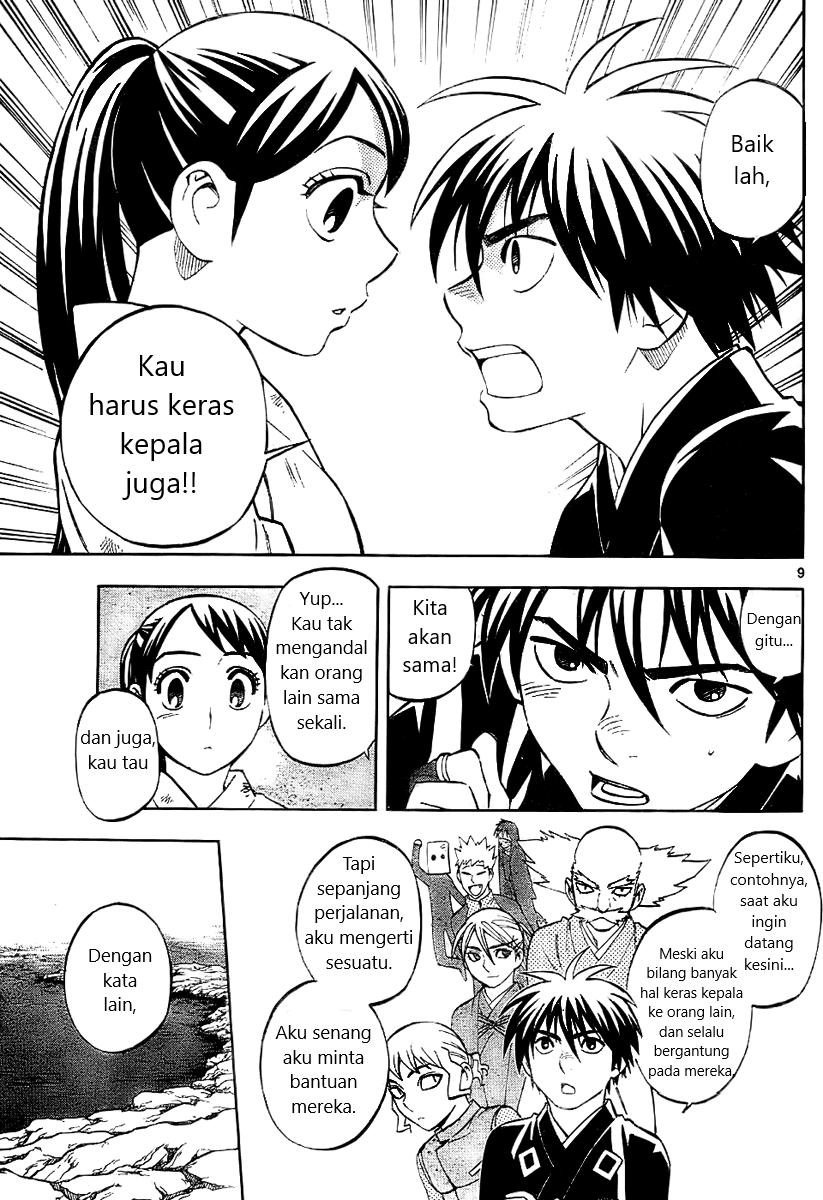 Baik
lah,
Kau
harus keras
kepala
juga!!
9
Dengan
gitu...
Kita
akan
sama!
Yup...
Kau tak
mengandal
kan orang
lain sama
sekali.
dan juga,
kau tau
Sepertiku,
contohnya,
saat aku
ingin
datang
kesini...
Meski aku
bilang banyak
hal keras kepala
ke orang lain,
dan selalu
bergantung
pada mereka,
Tapi
sepanjang
perjalanan,
aku mengerti
sesuatu.
Aku senang
aku minta
bantuan
mereka.
Dengan
kata
lain,